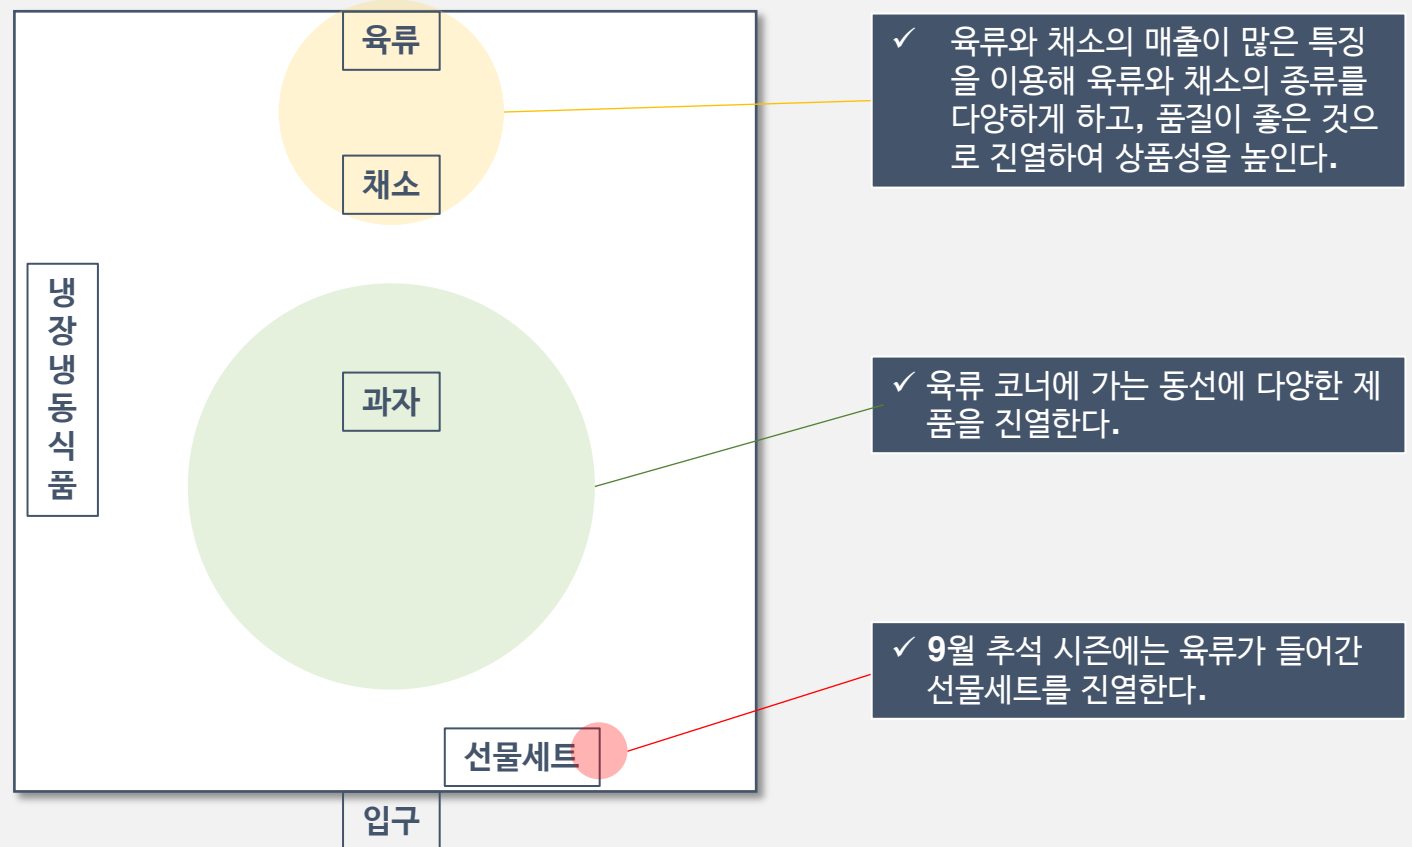 육류
채소
냉
장
냉
동
식
품
과자
선물세트
입구
✓ 육류와 채소의 매출이 많은 특징
을 이용해 육류와 채소의 종류를
다양하게 하고, 품질이 좋은 것으
로 진열하여 상품성을 높인다.
✓ 육류 코너에 가는 동선에 다양한 제
품을 진열한다.
✓ 9월 추석 시즌에는 육류가 들어간
선물세트를 진열한다.